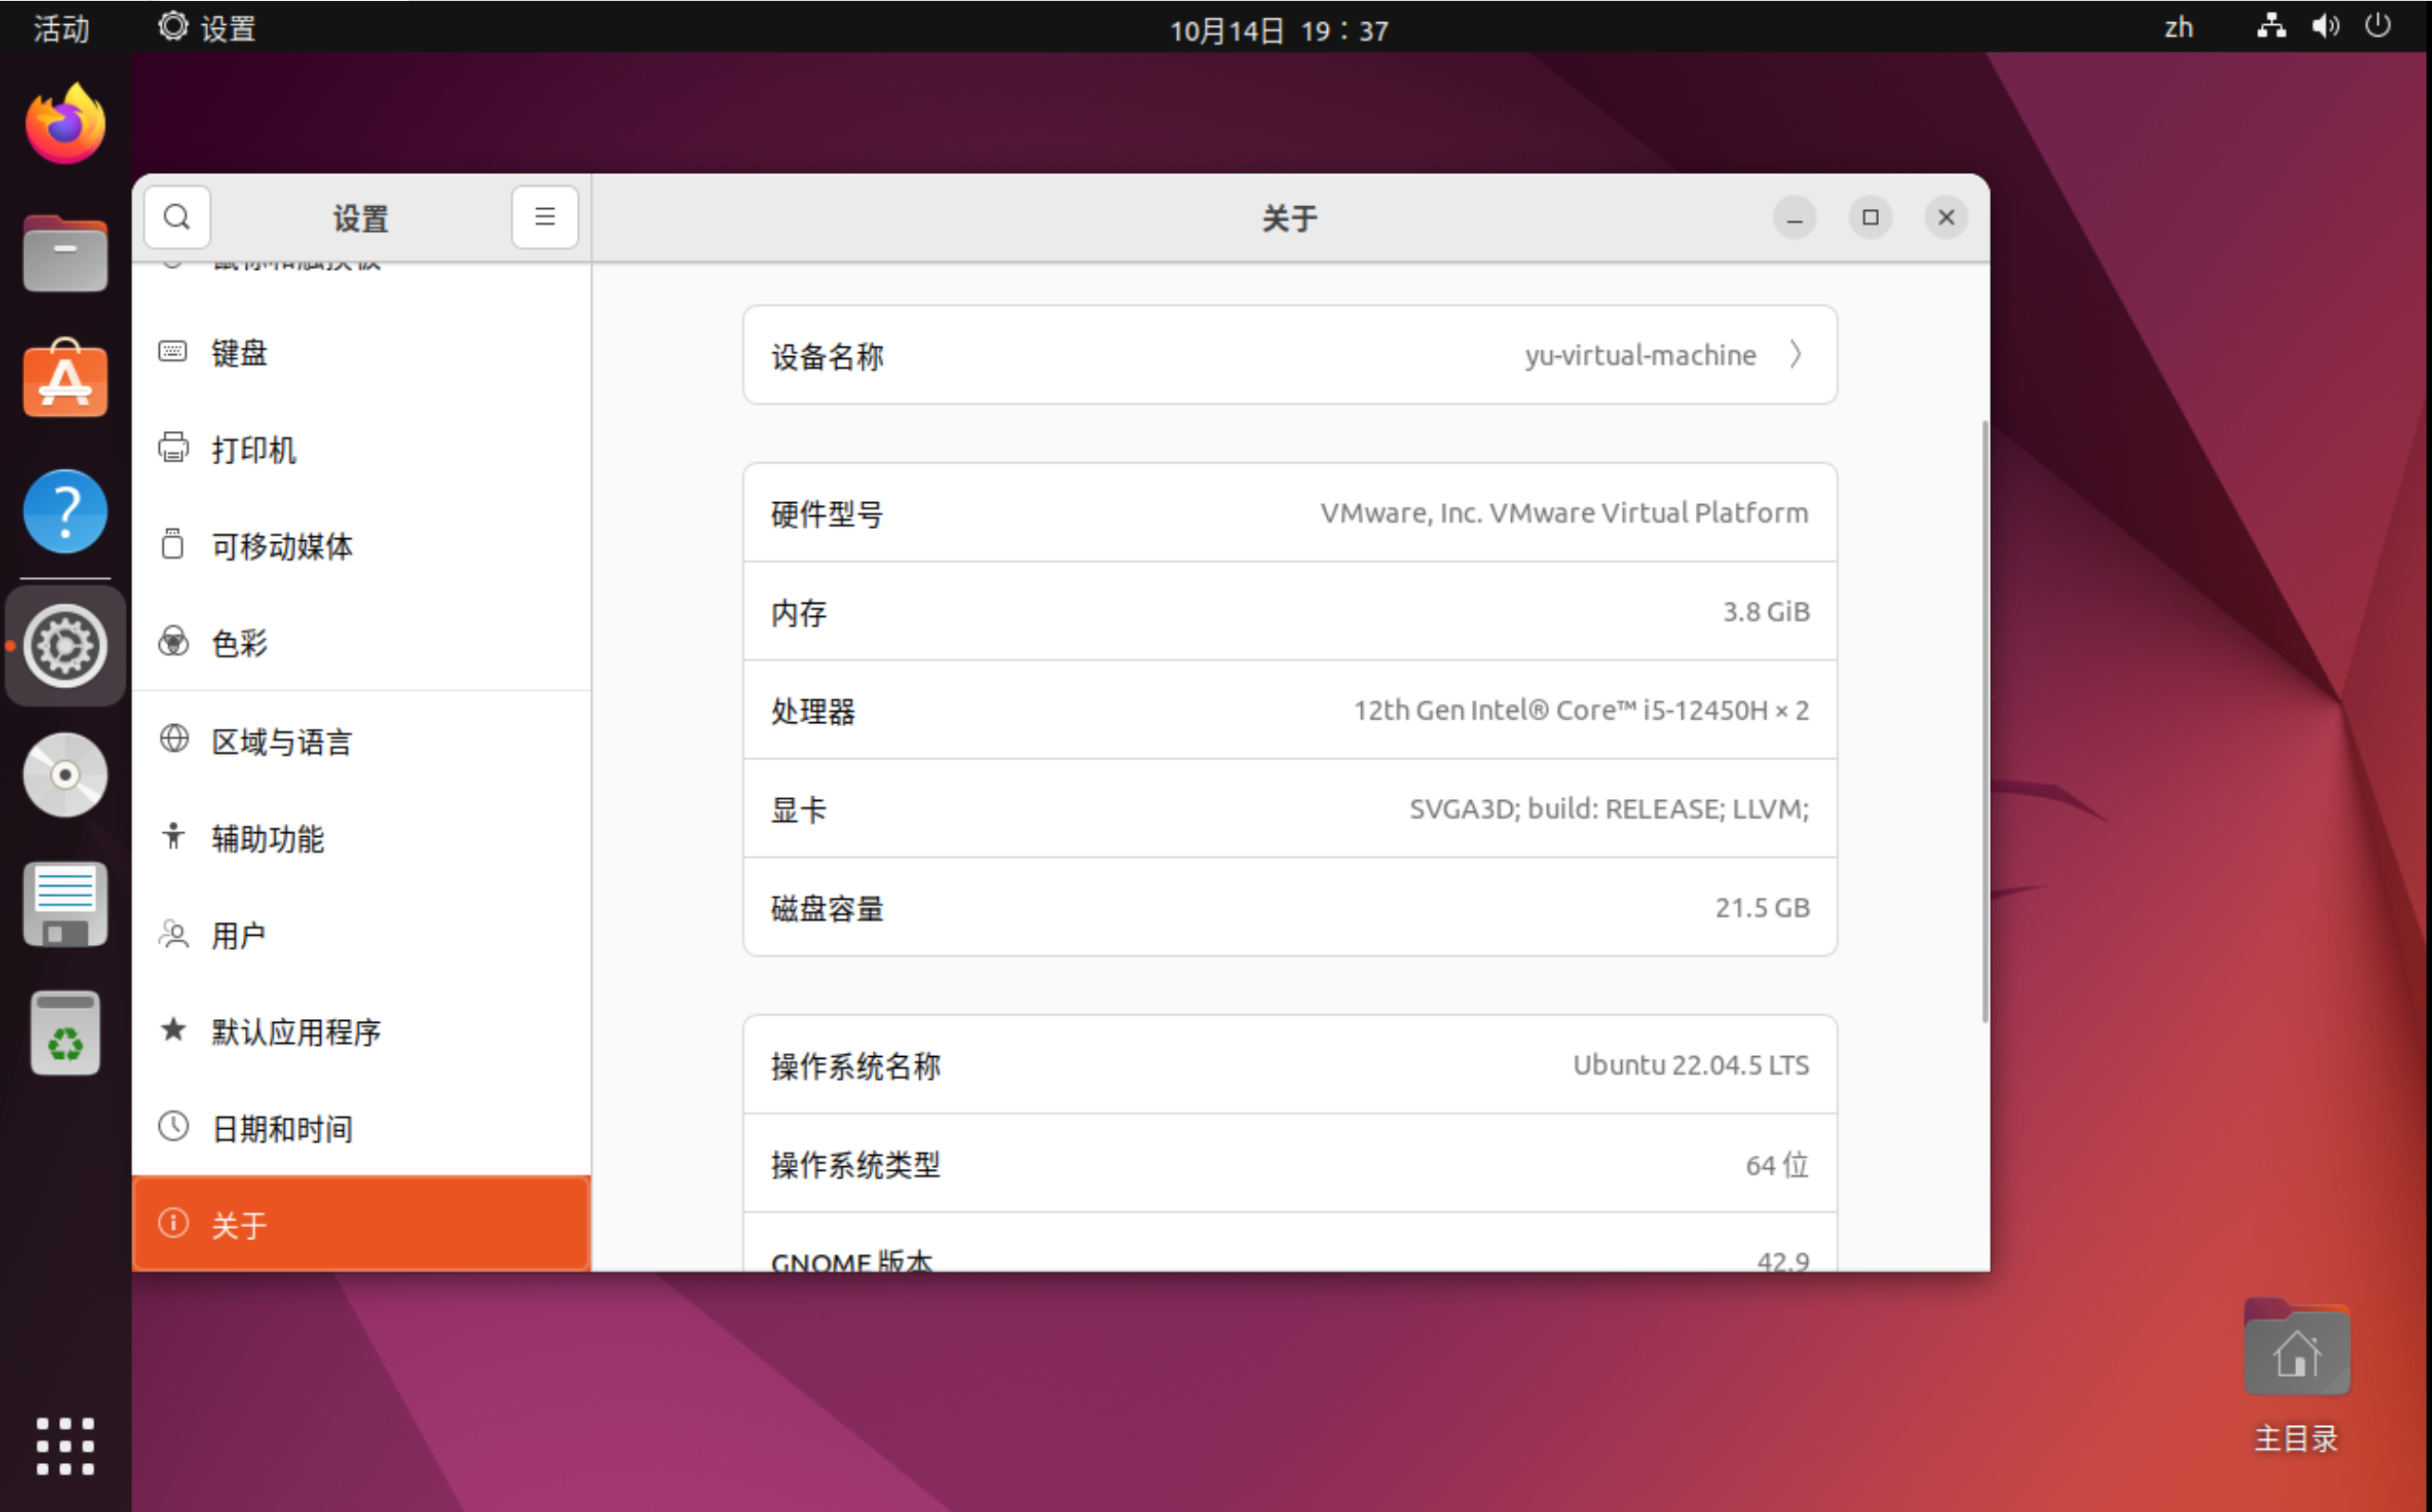 活动
设置
10月14日 19：37
zh
设置
关于
鼠标和触摸板
键盘
打印机
可移动媒体
色彩
区域与语言
辅助功能
用户
默认应用程序
日期和时间
关于
设备名称
yu-virtual-machine
硬件型号
VMware, Inc. VMware Virtual Platform
内存
3.8 GiB
处理器
12th Gen Intel® Core™ i5-12450H × 2
显卡
SVGA3D; build: RELEASE; LLVM;
磁盘容量
21.5 GB
操作系统名称
Ubuntu 22.04.5 LTS
操作系统类型
64 位
GNOME 版本
42.9
主目录